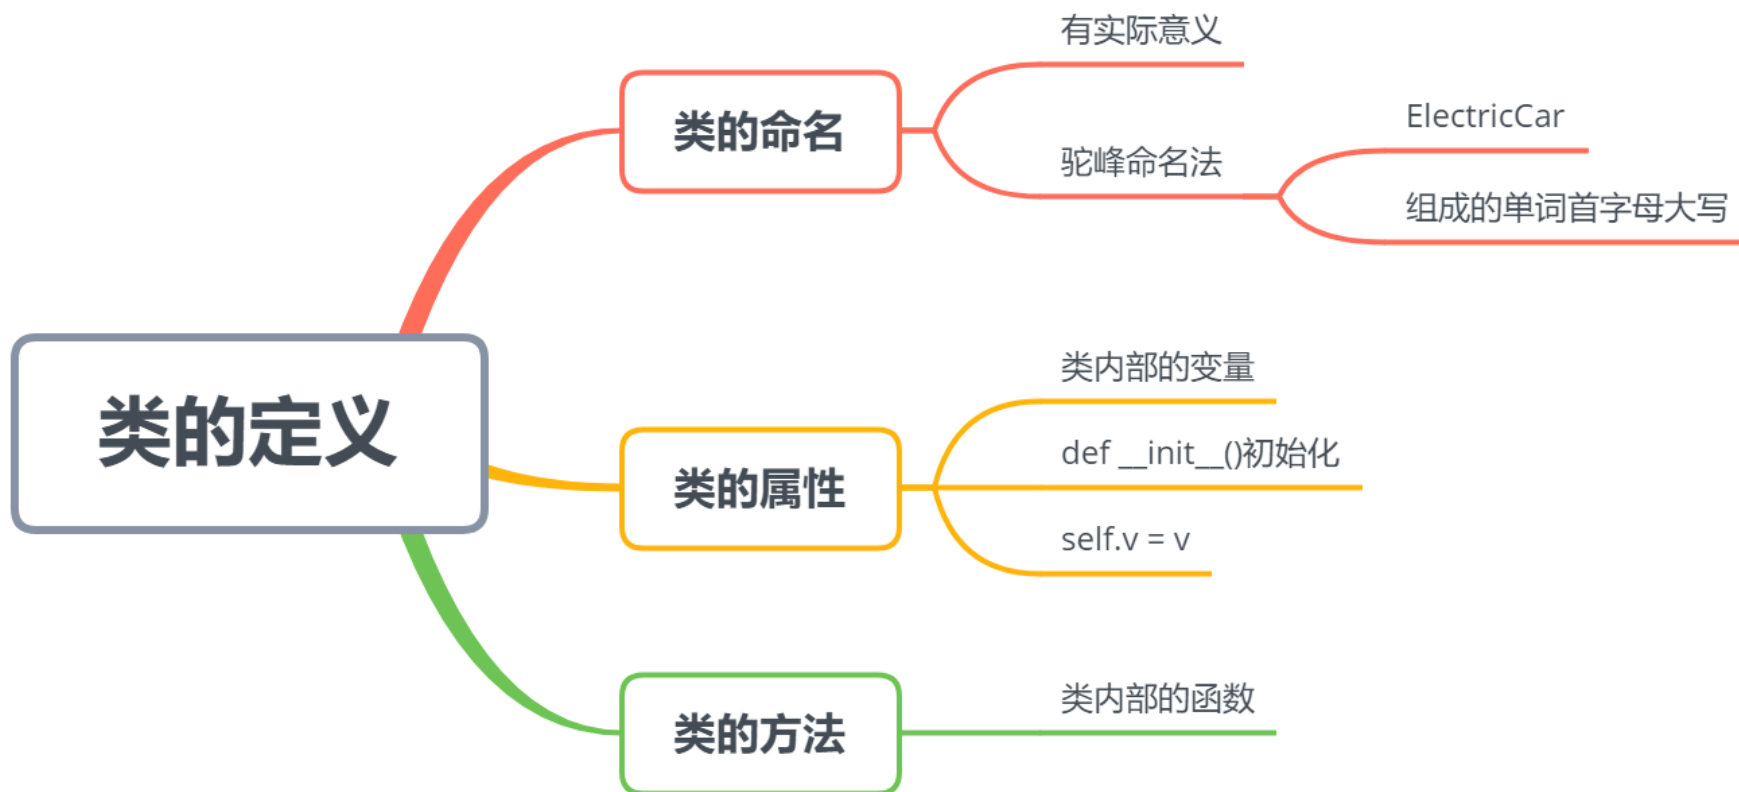 类的定义
类的命名
有实际意义
驼峰命名法
ElectricCar
组成的单词首字母大写
类的属性
类内部的变量
def __init__()初始化
self.v = v
类的方法
类内部的函数